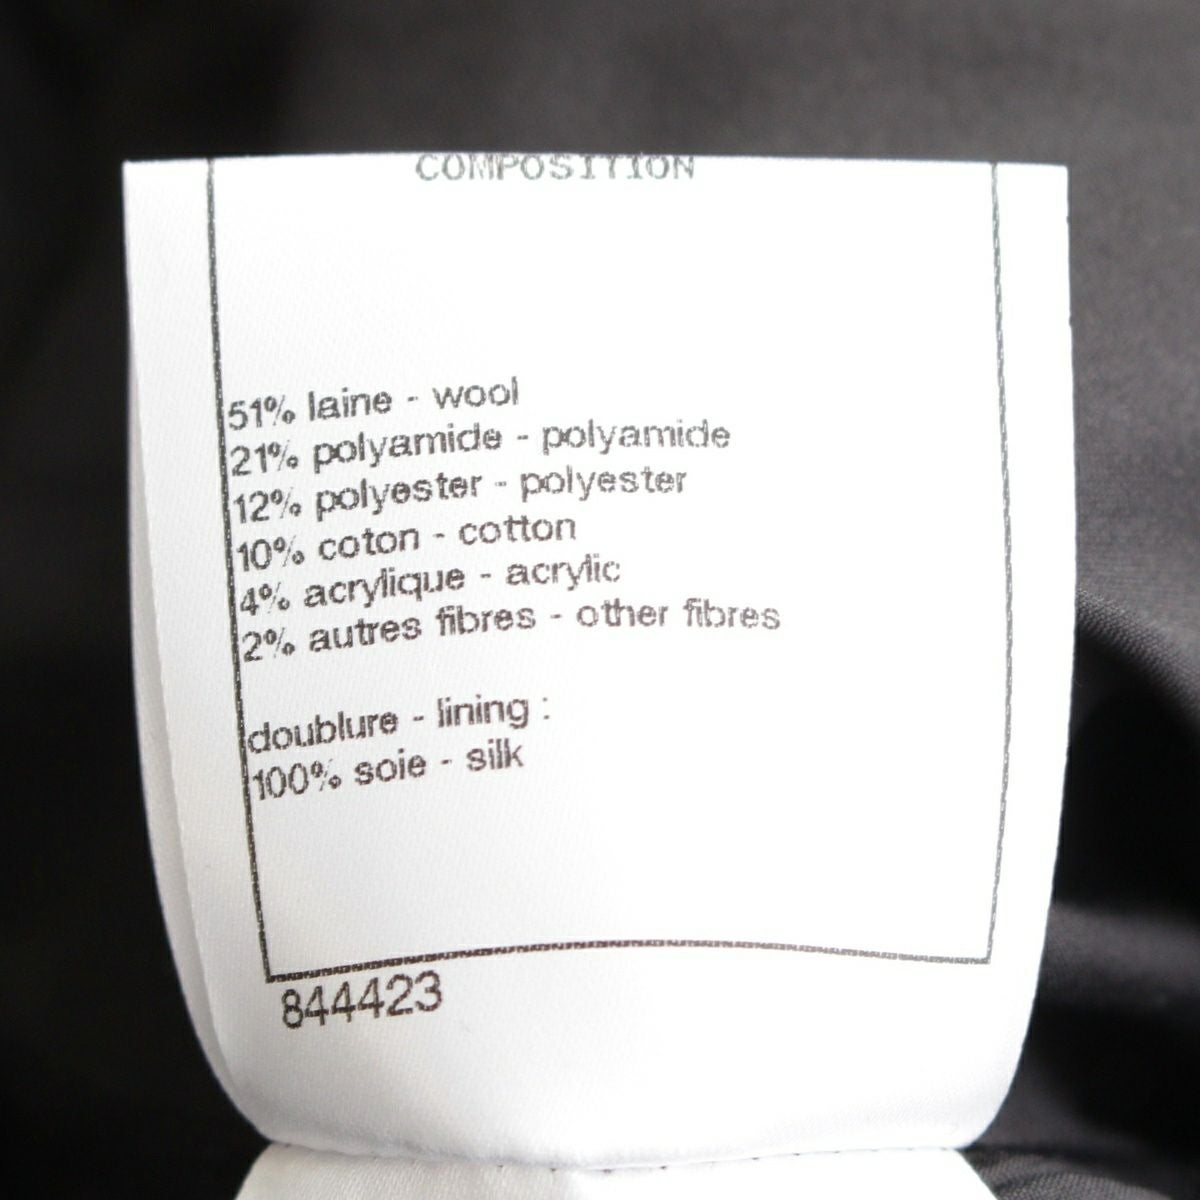 COMPOSITION
51% laine - wool
21% polyamide - polyamide
12% polyester - polyester
10% coton - cotton
4% acrylique - acrylic
2% autres fibres - other fibres
doublure - lining :
100% soie - silk
844423